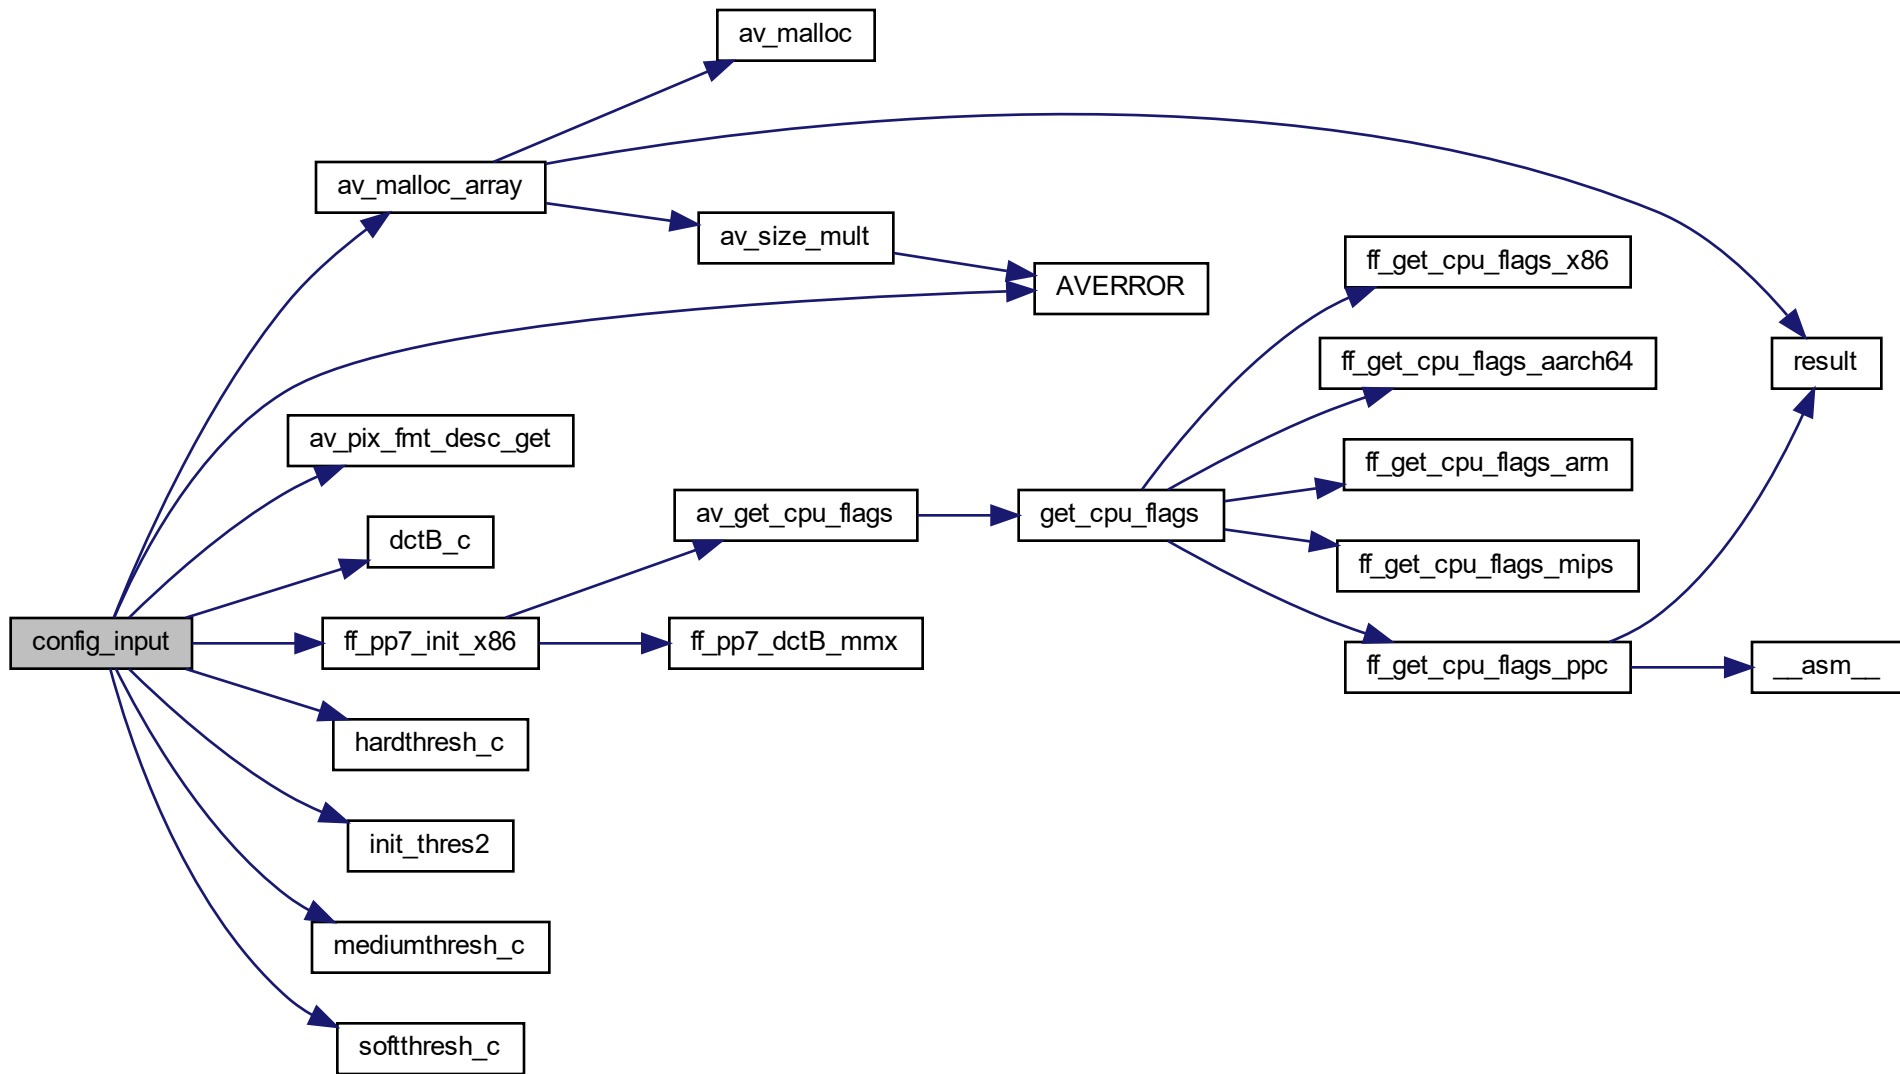 av_malloc
av_malloc_array
av_size_mult
ff_get_cpu_flags_x86
AVERROR
ff_get_cpu_flags_aarch64
result
av_pix_fmt_desc_get
ff_get_cpu_flags_arm
av_get_cpu_flags
get_cpu_flags
dctB_c
ff_get_cpu_flags_mips
config_input
ff_pp7_init_x86
ff_pp7_dctB_mmx
ff_get_cpu_flags_ppc
__asm__
hardthresh_c
init_thres2
mediumthresh_c
softthresh_c